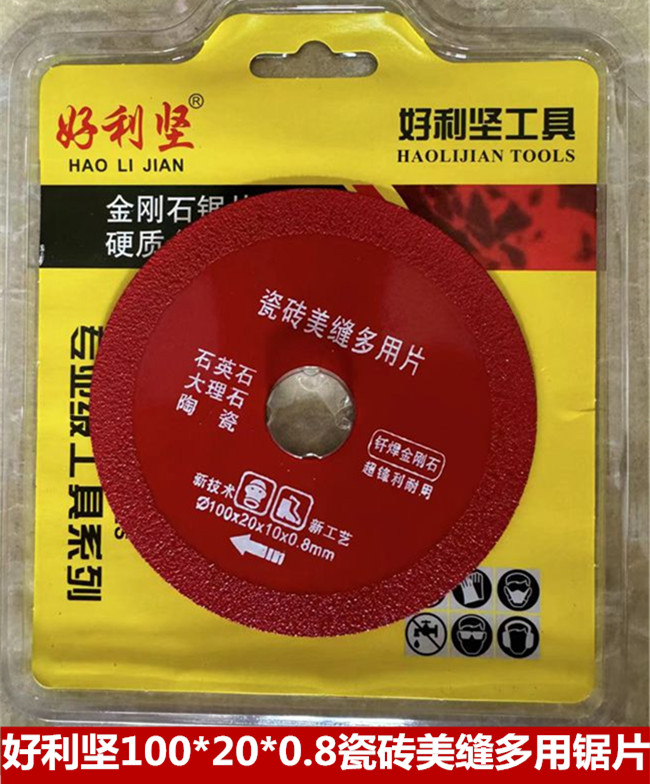 好利坚®
HAO LI JIAN
好利坚工具
HAOLIJIAN TOOLS
金刚石锯
硬质
专业级工具系列
瓷砖美缝多用片
石英石
大理石
陶 瓷
钎焊金刚石
超锋利耐用
新技术
新工艺
Ø100x20x10x0.8mm
好利坚100*20*0.8瓷砖美缝多用锯片